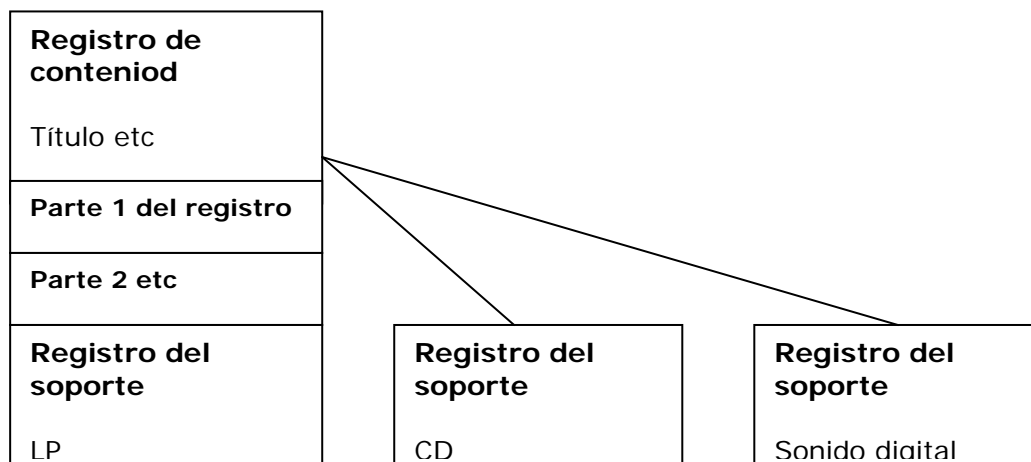 Registro de
conteniod
Título etc
Parte 1 del registro
Parte 2 etc
Registro del
soporte
LP
Registro del
soporte
CD
Registro del
soporte
Sonido digital